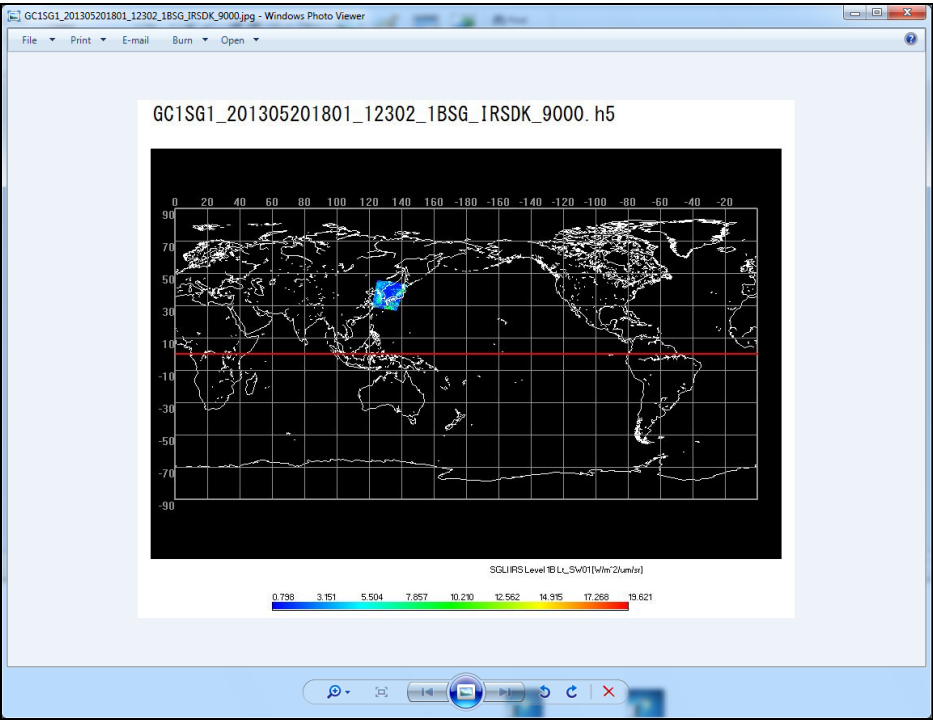 GC1SG1_201305201801_12302_1BSG_IRSDK_9000.jpg - Windows Photo Viewer
File Print E-mail Burn Open
GC1SG1_201305201801_12302_1BSG_IRSDK_9000.h5
0 20 40 60 80 100 120 140 160 -180 -160 -140 -120 -100 -80 -60 -40 -20
90
70
50
30
10
-10
-30
-50
-70
-90
SGLI IRS Level 1B Lt_SW01[W/m^2/um/sr]
0.798 3.151 5.504 7.857 10.210 12.562 14.915 17.268 19.621